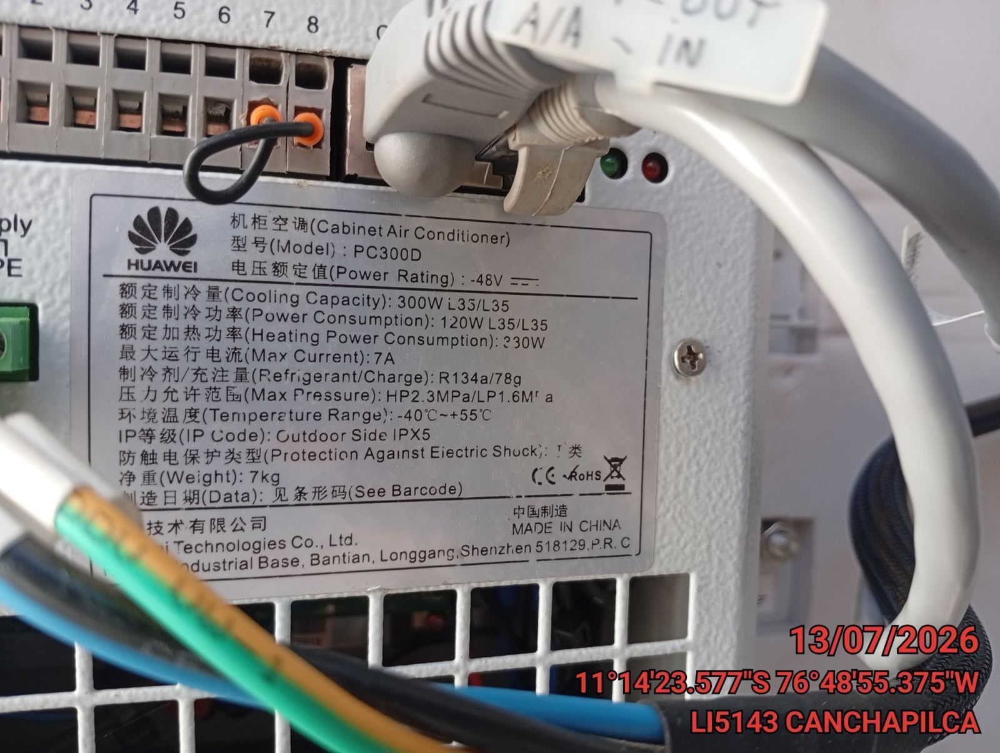 3 4 5 6 7 8
A/A ~ IN
ply
PE
HUAWEI
机柜空调(Cabinet Air Conditioner)
型号(Model) : PC300D
电压额定值(Power Rating) : -48V
额定制冷量(Cooling Capacity): 300W L35/L35
额定制冷功率(Power Consumption): 120W L35/L35
额定加热功率(Heating Power Consumption): 330W
最大运行电流(Max Current): 7A
制冷剂/充注量(Refrigerant/Charge): R134a/78g
压力允许范围(Max Pressure): HP2.3MPa/LP1.6MPa
环境温度(Temperature Range): -40℃~+55℃
IP等级(IP Code): Outdoor Side IPX5
防触电保护类型(Protection Against Electric Shock): I 类
净重(Weight): 7kg
CE RoHS
制造日期(Data): 见条形码(See Barcode)
技术有限公司
中国制造
MADE IN CHINA
Technologies Co., Ltd.
Industrial Base, Bantian, Longgang,Shenzhen 518129,P.R. C
13/07/2026
11°14'23.577"S 76°48'55.375"W
LI5143 CANCHAPILCA